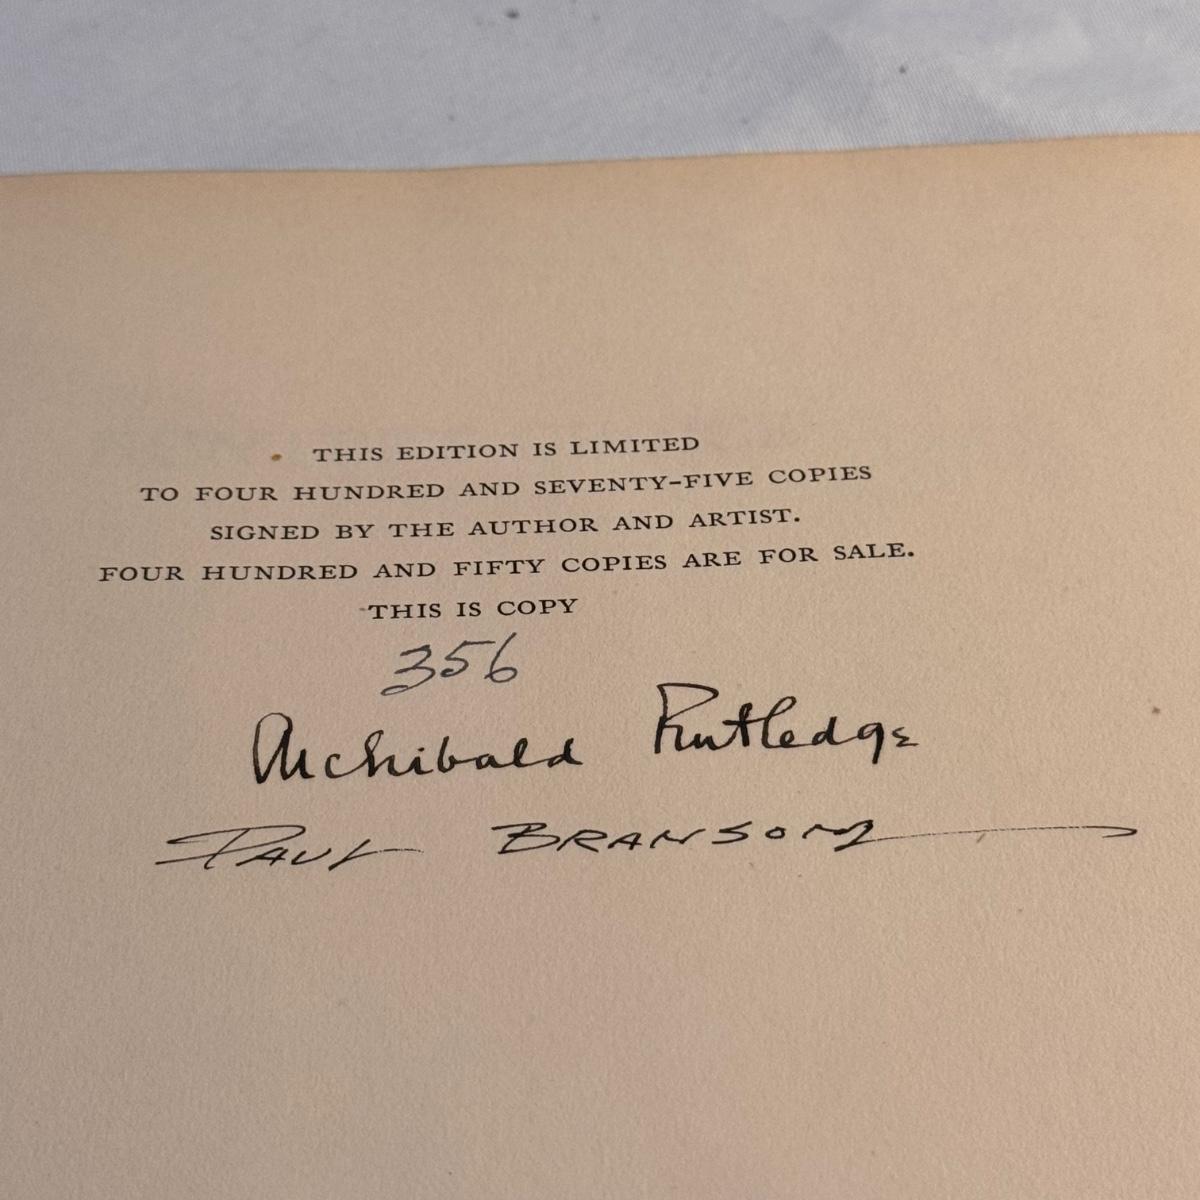 THIS EDITION IS LIMITED
TO FOUR HUNDRED AND SEVENTY-FIVE COPIES
SIGNED BY THE AUTHOR AND ARTIST.
FOUR HUNDRED AND FIFTY COPIES ARE FOR SALE.
THIS IS COPY
356
Archibald Rutledge
PAUL BRANSOM